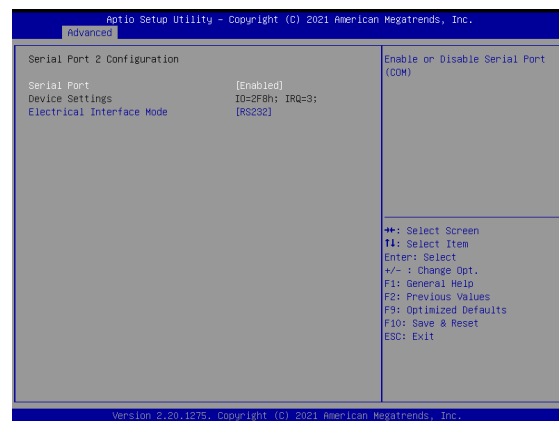 Aptio Setup Utility – Copyright (C) 2021 American Megatrends, Inc.
Advanced
Serial Port 2 Configuration
Serial Port [Enabled]
Device Settings IO=2F8h; IRQ=3;
Electrical Interface Mode [RS232]
Enable or Disable Serial Port
(COM)
→←: Select Screen
↑↓: Select Item
Enter: Select
+/- : Change Opt.
F1: General Help
F2: Previous Values
F9: Optimized Defaults
F10: Save & Reset
ESC: Exit
Version 2.20.1275. Copyright (C) 2021 American Megatrends, Inc.